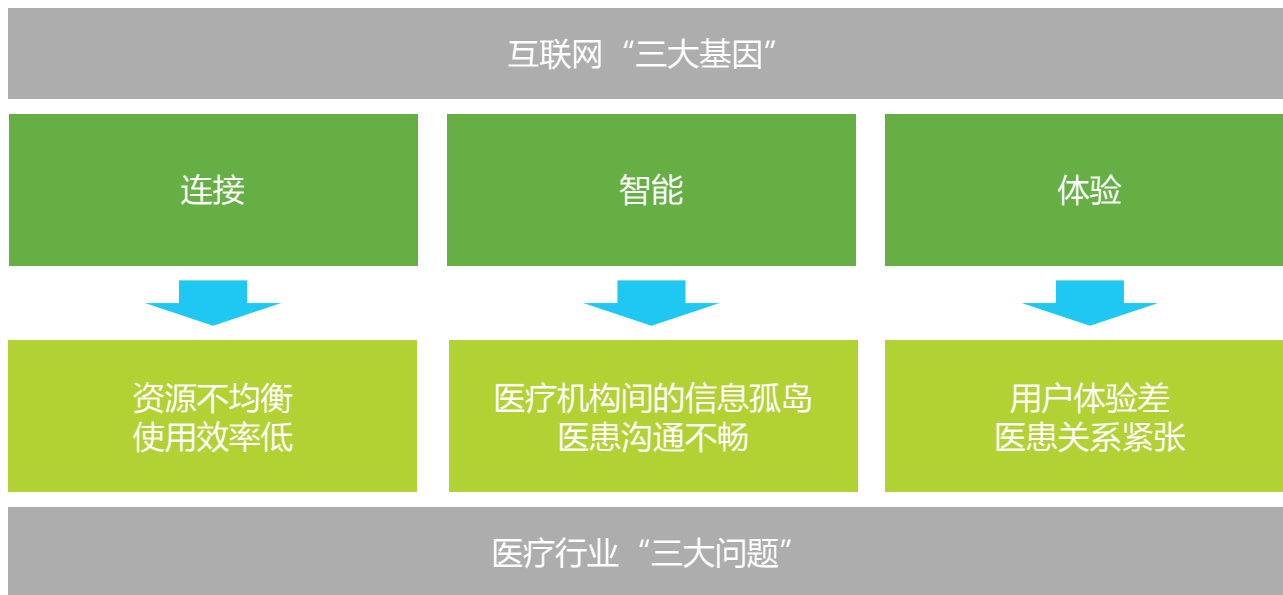 互联网“三大基因”
连接
智能
体验
资源不均衡
使用效率低
医疗机构间的信息孤岛
医患沟通不畅
用户体验差
医患关系紧张
医疗行业“三大问题”